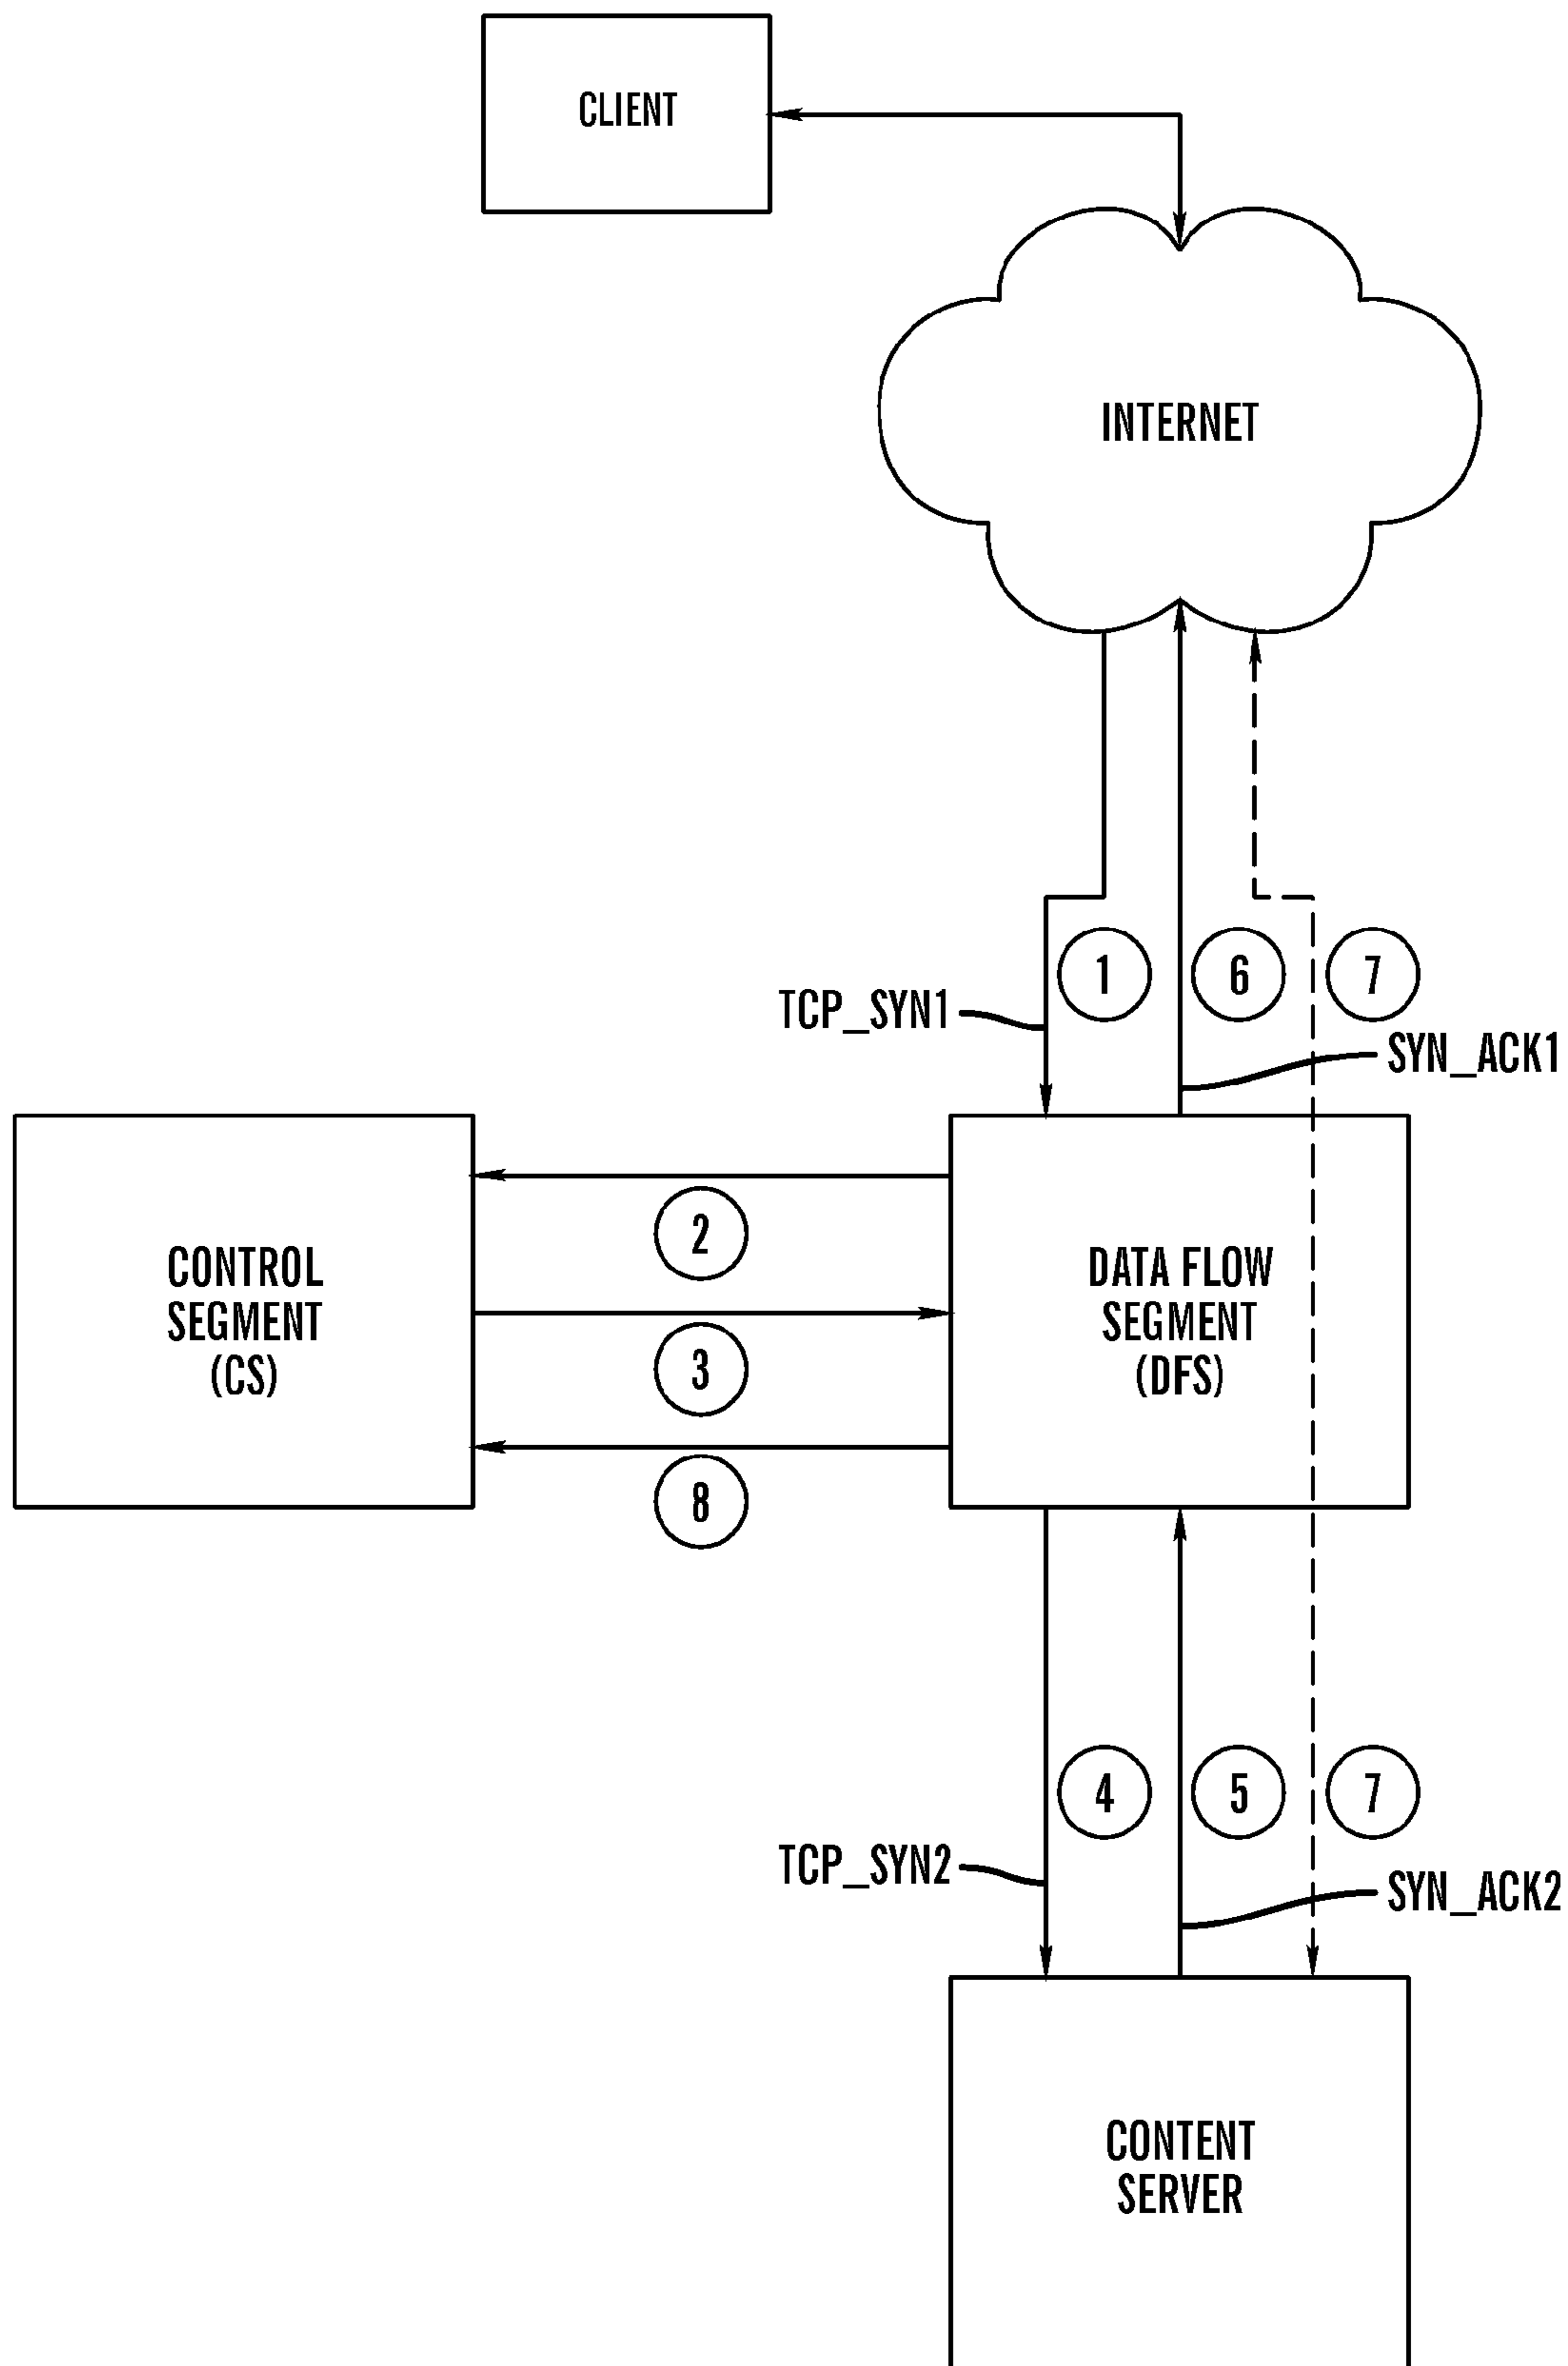 CLIENT
INTERNET
1
6
7
TCP_SYN1
SYN_ACK1
2
CONTROL
SEGMENT
(CS)
DATA FLOW
SEGMENT
(DFS)
3
8
4
5
7
TCP_SYN2
SYN_ACK2
CONTENT
SERVER